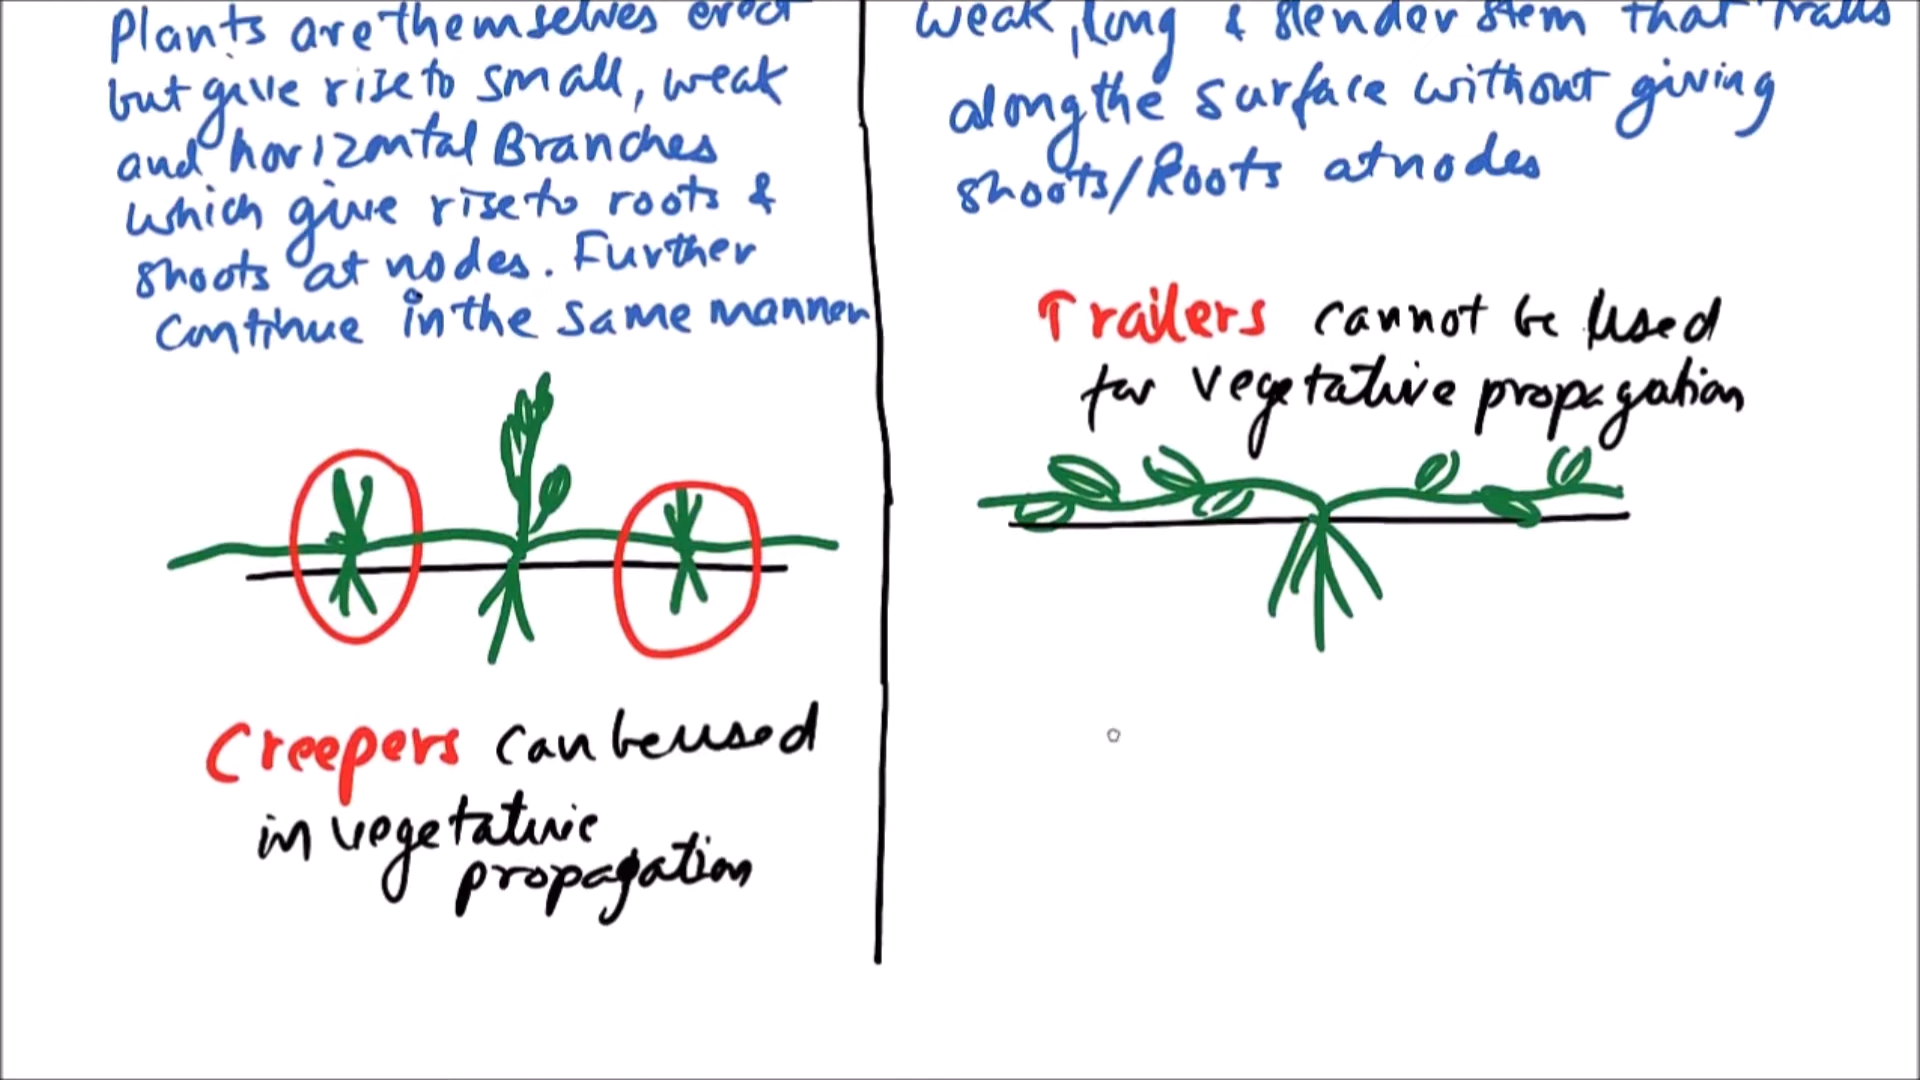 Plants are themselves erect
but give rise to small, weak
and horizontal Branches
which give rise to roots &
shoots at nodes. Further
continue in the same manner
Creepers can be used
in vegetative
propagation
weak, long & slender stem that trails
along the surface without giving
shoots/Roots at nodes
Trailers cannot be used
for vegetative propagation